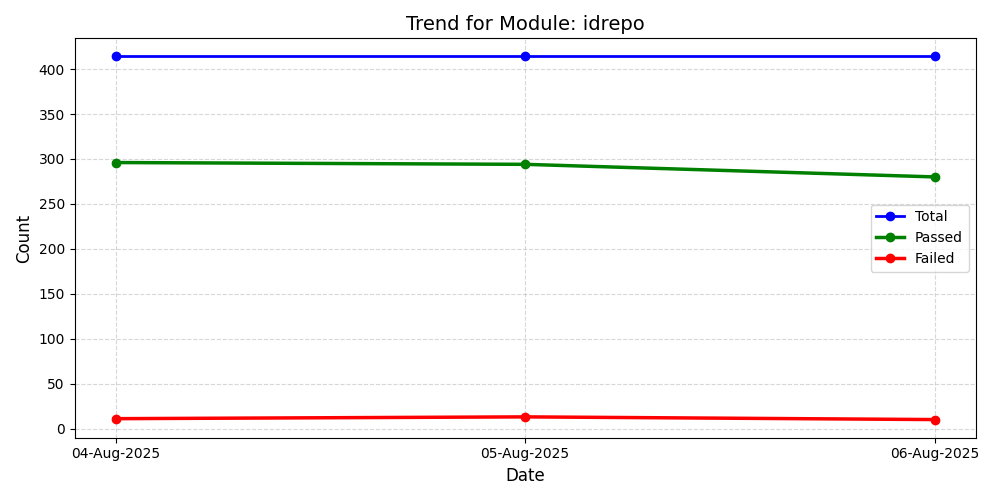 Trend for Module: idrepo
Count
400
350
300
250
200
150
100
50
0
Total
Passed
Failed
04-Aug-2025
05-Aug-2025
06-Aug-2025
Date